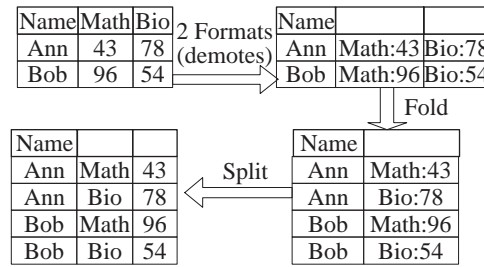 Name Math Bio
Ann 43 78
Bob 96 54
2 Formats
(demotes)
Name
Ann Math:43 Bio:78
Bob Math:96 Bio:54
Fold
Name
Ann Math:43
Ann Bio:78
Bob Math:96
Bob Bio:54
Split
Name
Ann Math 43
Ann Bio 78
Bob Math 96
Bob Bio 54